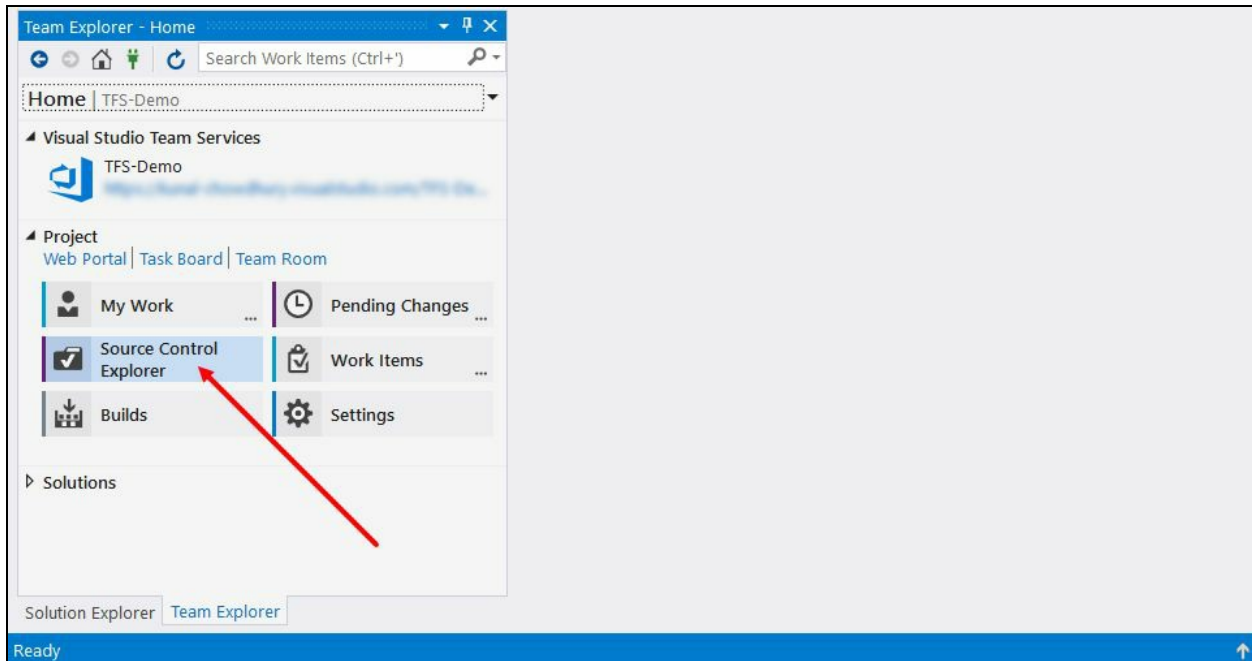 Team Explorer - Home
Search Work Items (Ctrl+')
Home | TFS-Demo
Visual Studio Team Services
TFS-Demo
Project
Web Portal | Task Board | Team Room
My Work ...
Pending Changes ...
Source Control
Explorer
Work Items ...
Builds
Settings
Solutions
Solution Explorer Team Explorer
Ready